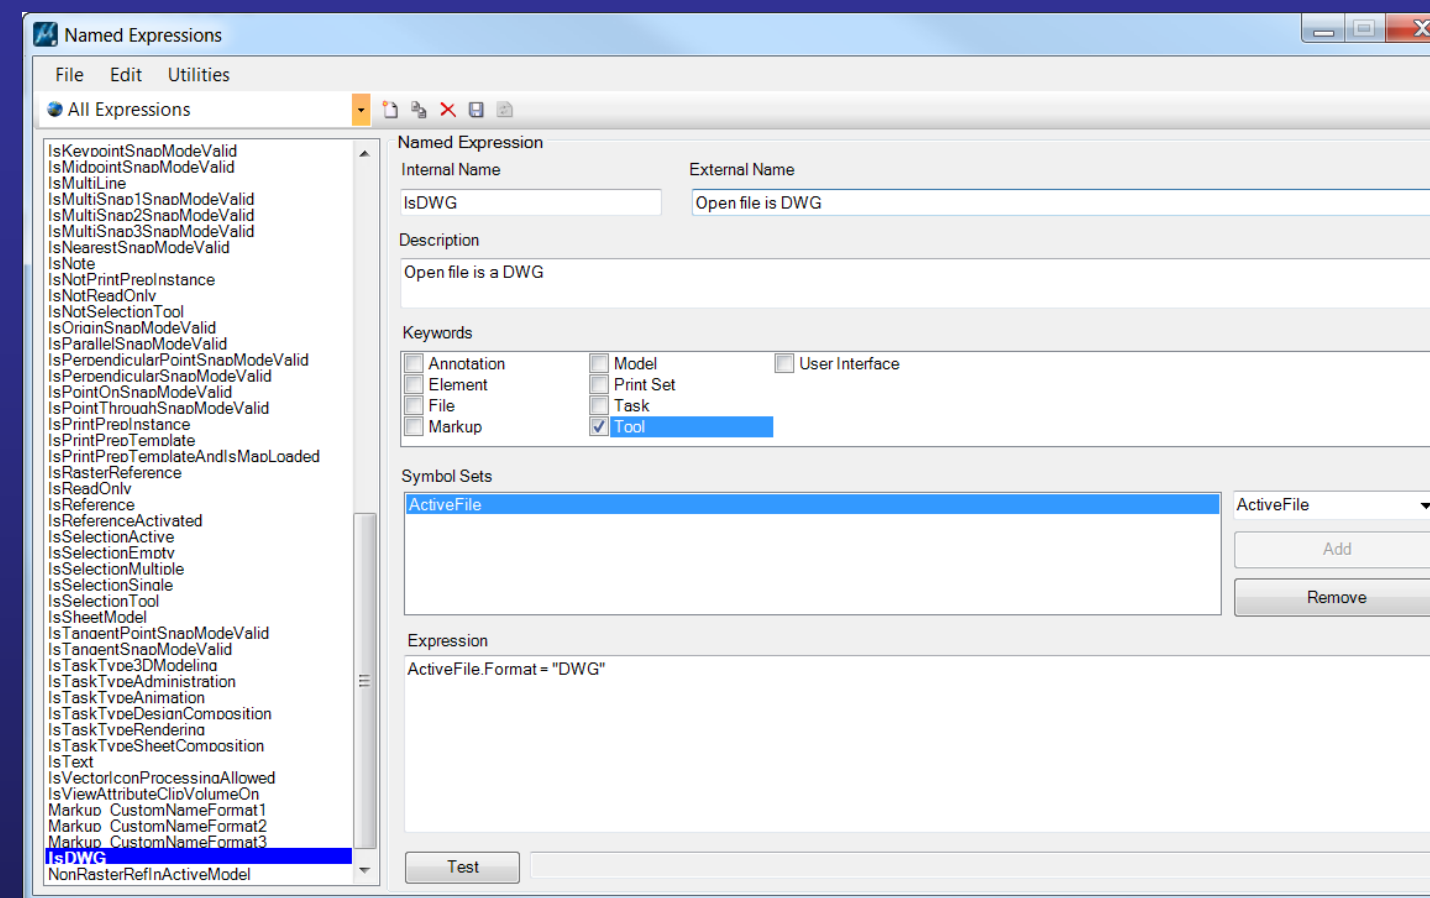 Named Expressions
File Edit Utilities
All Expressions
IsKeypointSnapModeValid
IsMidpointSnapModeValid
IsMultiLine
IsMultiSnap1SnapModeValid
IsMultiSnap2SnapModeValid
IsMultiSnap3SnapModeValid
IsNearestSnapModeValid
IsNote
IsNotPrintPrepInstance
IsNotReadOnly
IsNotSelectionTool
IsOriginSnapModeValid
IsParallelSnapModeValid
IsPerpendicularPointSnapModeValid
IsPerpendicularSnapModeValid
IsPointOnSnapModeValid
IsPointThroughSnapModeValid
IsPrintPrepInstance
IsPrintPrepTemplate
IsPrintPrepTemplateAndIsMapLoaded
IsRasterReference
IsReadOnly
IsReference
IsReferenceActivated
IsSelectionActive
IsSelectionEmpty
IsSelectionMultiple
IsSelectionSingle
IsSelectionTool
IsSheetModel
IsTangentPointSnapModeValid
IsTangentSnapModeValid
IsTaskType3DModeling
IsTaskTypeAdministration
IsTaskTypeAnimation
IsTaskTypeDesignComposition
IsTaskTypeRendering
IsTaskTypeSheetComposition
IsText
IsVectorIconProcessingAllowed
IsViewAttributeClipVolumeOn
Markup_CustomNameFormat1
Markup_CustomNameFormat2
Markup_CustomNameFormat3
IsDWG
NonRasterRefInActiveModel
Named Expression
Internal Name External Name
IsDWG Open file is DWG
Description
Open file is a DWG
Keywords
Annotation Model User Interface
Element Print Set
File Task
Markup Tool
Symbol Sets
ActiveFile ActiveFile
Add
Remove
Expression
ActiveFile.Format = "DWG"
Test